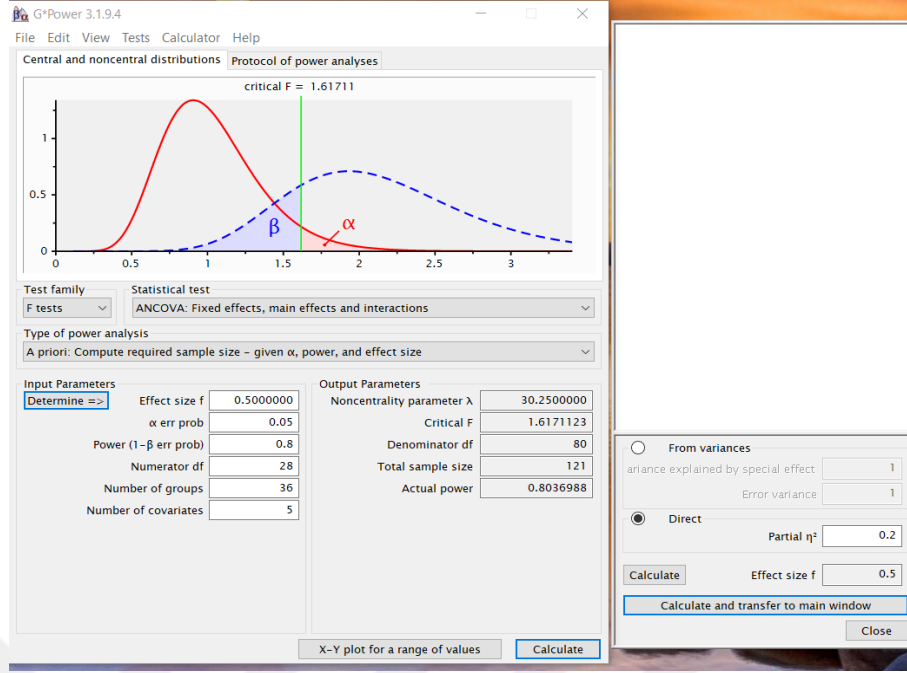 G*Power 3.1.9.4
File Edit View Tests Calculator Help
Central and noncentral distributions Protocol of power analyses
critical F = 1.61711
1
0.5
0
β
α
0 0.5 1 1.5 2 2.5 3
Test family Statistical test
F tests ANCOVA: Fixed effects, main effects and interactions
Type of power analysis
A priori: Compute required sample size – given α, power, and effect size
Input Parameters
Determine => Effect size f 0.5000000
α err prob 0.05
Power (1-β err prob) 0.8
Numerator df 28
Number of groups 36
Number of covariates 5
Output Parameters
Noncentrality parameter λ 30.2500000
Critical F 1.6171123
Denominator df 80
Total sample size 121
Actual power 0.8036988
X-Y plot for a range of values Calculate
From variances
ariance explained by special effect 1
Error variance 1
Direct
Partial η² 0.2
Calculate Effect size f 0.5
Calculate and transfer to main window
Close